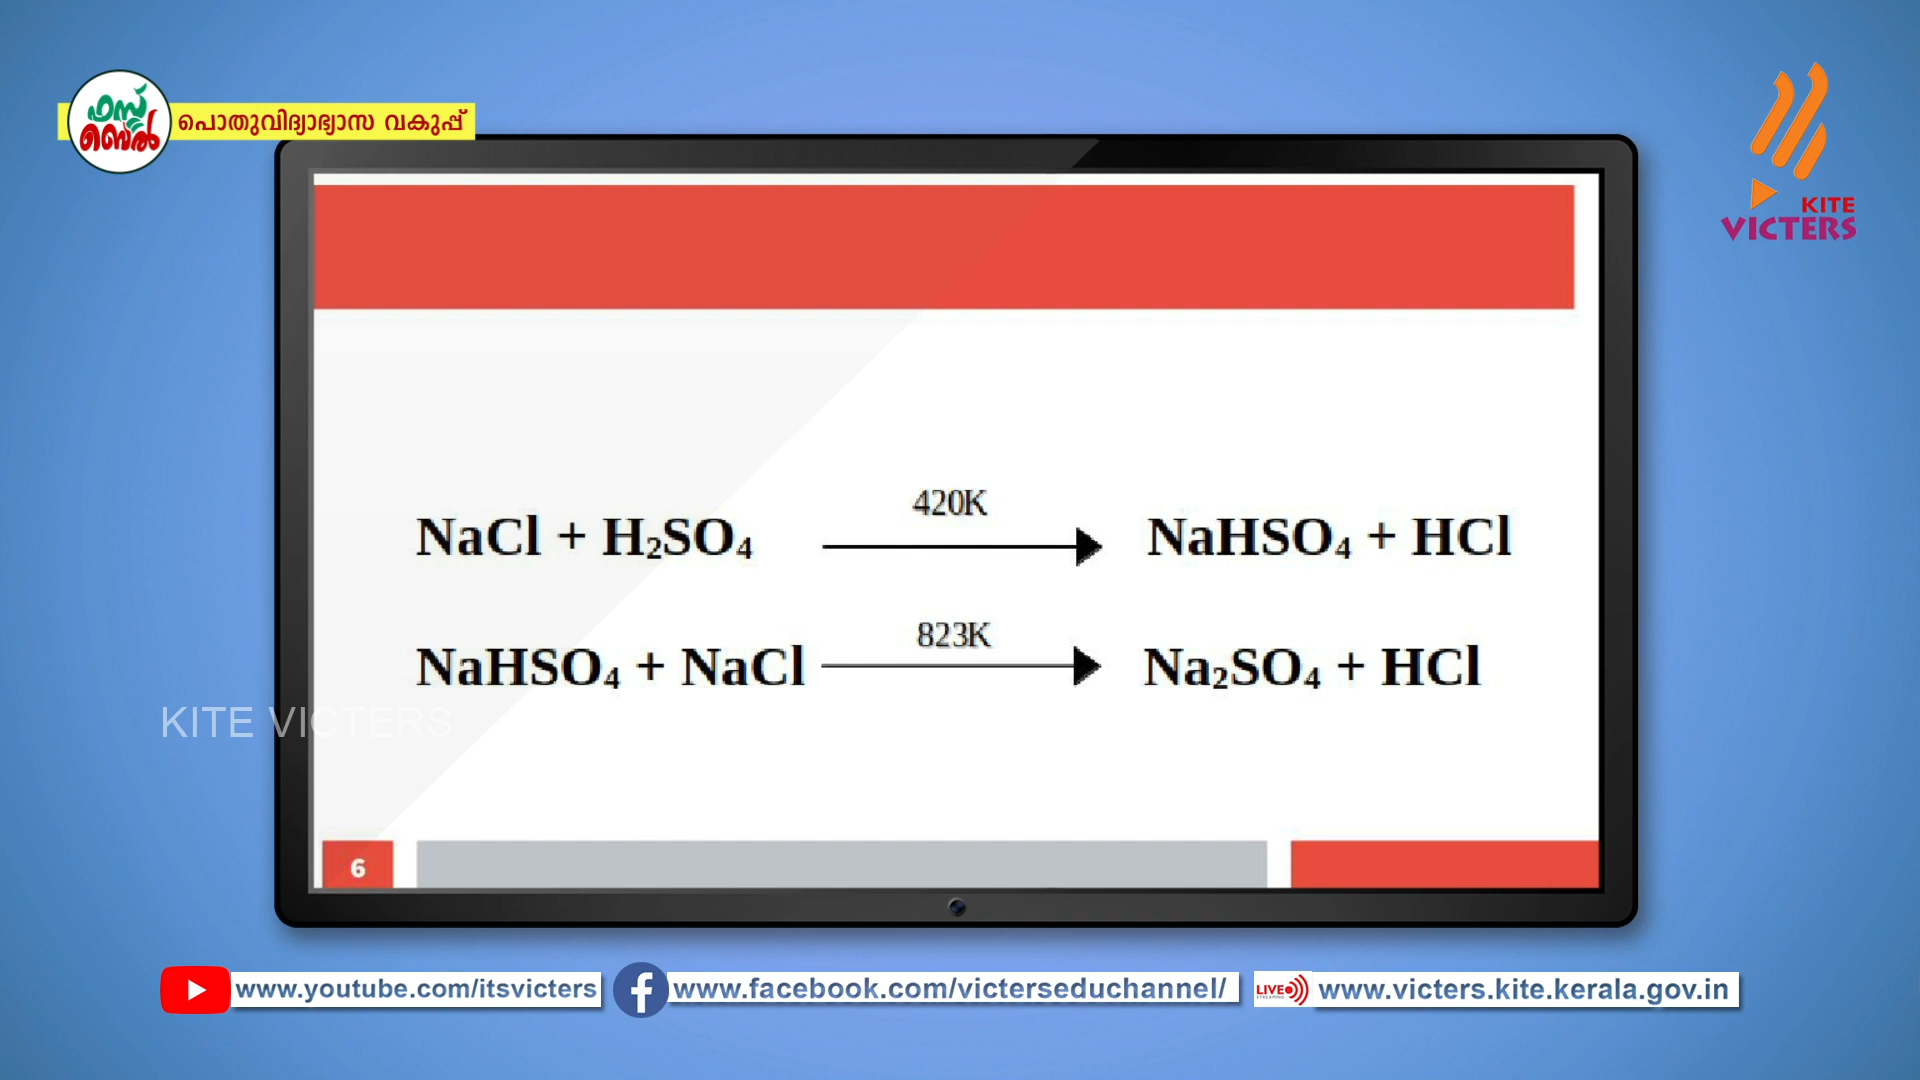 ഫസ്റ്റ്
ബെൽ
പൊതുവിദ്യാഭ്യാസ വകുപ്പ്
KITE
VICTERS
420K
NaCl + H₂SO₄ NaHSO₄ + HCl
823K
NaHSO₄ + NaCl Na₂SO₄ + HCl
KITE VICTERS
6
www.youtube.com/itsvicters
www.facebook.com/victerseduchannel/
LIVE
STREAMING
www.victers.kite.kerala.gov.in